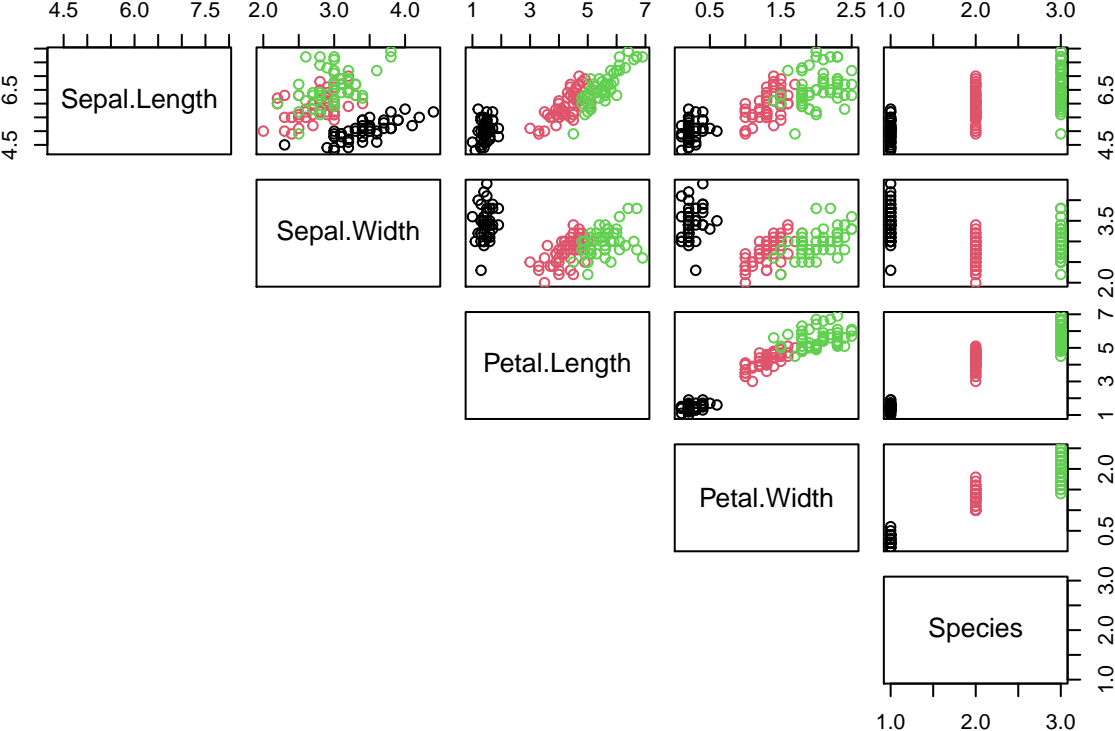 4.5 6.0 7.5 2.0 3.0 4.0 1 3 5 7 0.5 1.5 2.5 1.0 2.0 3.0
4.5 6.5 Sepal.Length 4.5 6.5
Sepal.Width 2.0 3.5
Petal.Length 1 3 5 7
Petal.Width 0.5 2.0
Species 1.0 2.0 3.0
1.0 2.0 3.0